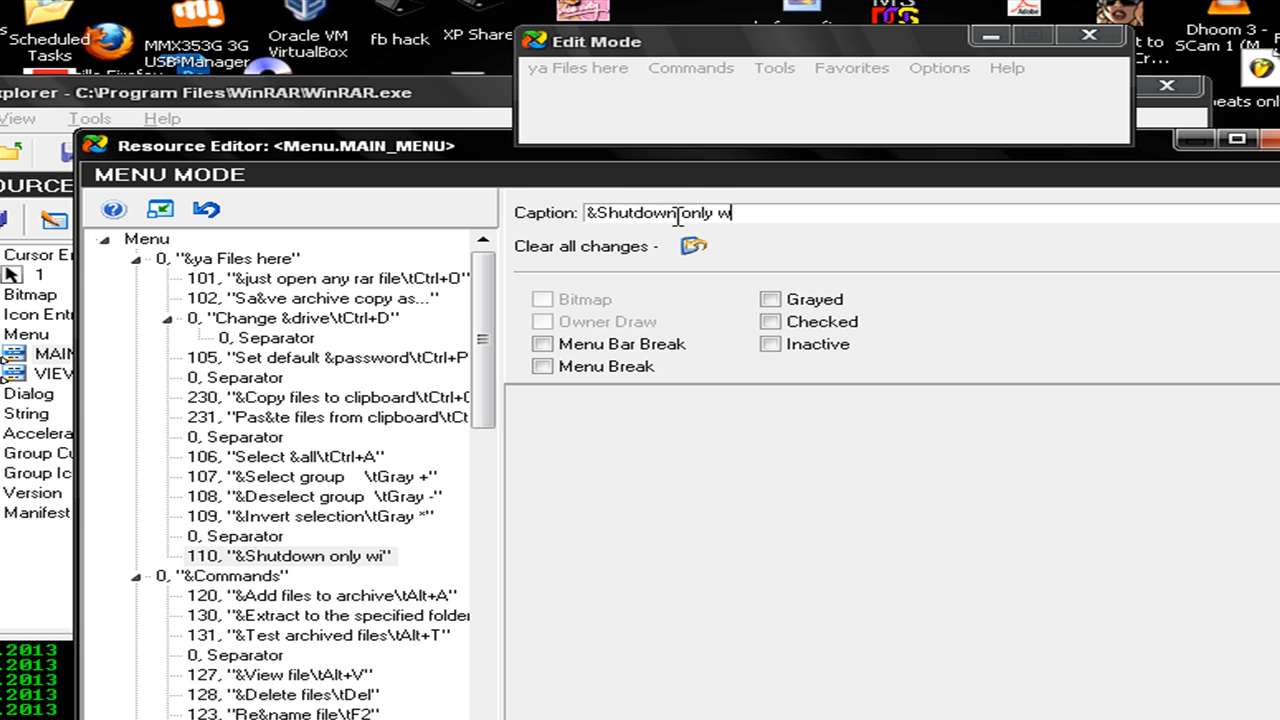 Scheduled
Tasks
MMX353G 3G
USB-Manager
Oracle VM
VirtualBox
fb hack
XP Share
Dhoom 3 -
SCam 1 (M
eats onl
Edit Mode
ya Files here Commands Tools Favorites Options Help
xplorer - C:\Program Files\WinRAR\WinRAR.exe
View Tools Help
Resource Editor: <Menu.MAIN_MENU>
MENU MODE
OURCE
Cursor E
1
Bitmap
Icon Entr
Menu
MAIN
VIEV
Dialog
String
Accelera
Group Cu
Group Ic
Version
Manifest
Menu
0, "&ya Files here"
101, "&just open any rar file\tCtrl+O"
102, "Sa&ve archive copy as..."
0, "Change &drive\tCtrl+D"
0, Separator
105, "Set default &password\tCtrl+P
0, Separator
230, "&Copy files to clipboard\tCtrl+C
231, "Pas&te files from clipboard\tCt
0, Separator
106, "Select &all\tCtrl+A"
107, "&Select group \tGray +"
108, "&Deselect group \tGray -"
109, "&Invert selection\tGray *"
0, Separator
110, "&Shutdown only wi"
0, "&Commands"
120, "&Add files to archive\tAlt+A"
130, "&Extract to the specified folder
131, "&Test archived files\tAlt+T"
0, Separator
127, "&View file\tAlt+V"
128, "&Delete files\tDel"
123, "Re&name file\tF2"
Caption: &Shutdown only w
Clear all changes -
Bitmap
Owner Draw
Menu Bar Break
Menu Break
Grayed
Checked
Inactive
.2013
.2013
.2013
.2013
.2013